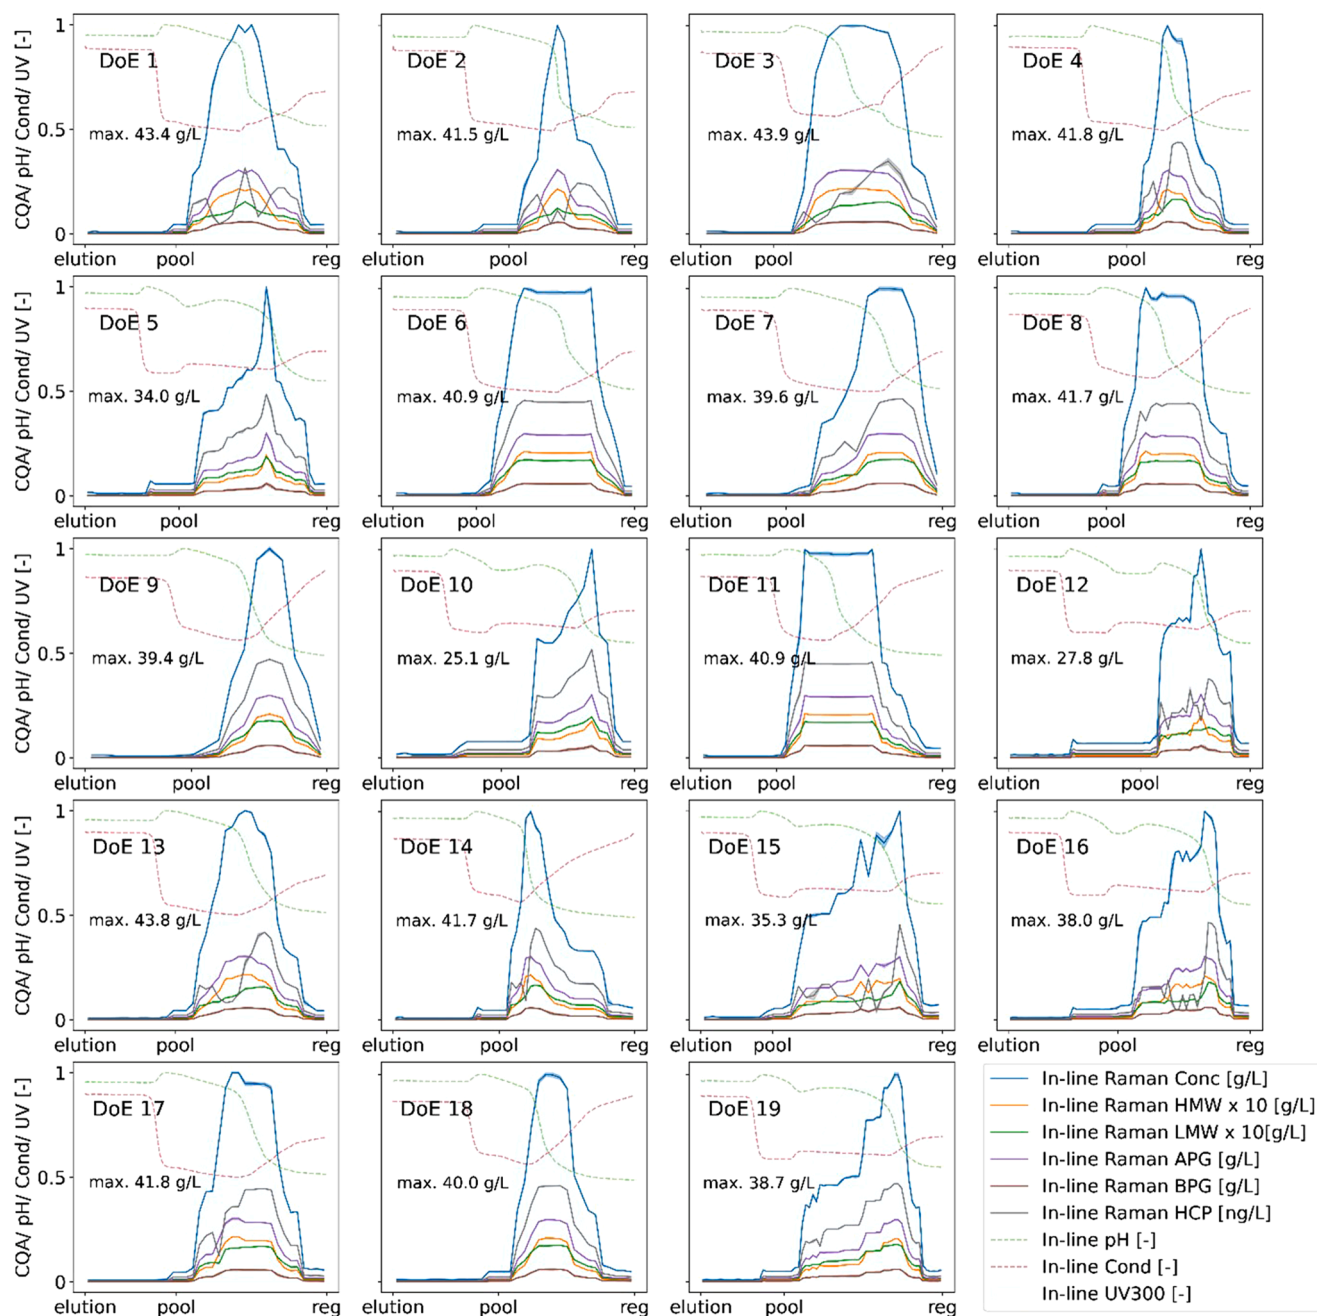 CQA/ pH/ Cond/ UV [-]
1
0.5
0
DoE 1
max. 43.4 g/L
elution pool reg
DoE 2
max. 41.5 g/L
elution pool reg
DoE 3
max. 43.9 g/L
elution pool reg
DoE 4
max. 41.8 g/L
elution pool reg
CQA/ pH/ Cond/ UV [-]
1
0.5
0
DoE 5
max. 34.0 g/L
elution pool reg
DoE 6
max. 40.9 g/L
elution pool reg
DoE 7
max. 39.6 g/L
elution pool reg
DoE 8
max. 41.7 g/L
elution pool reg
CQA/ pH/ Cond/ UV [-]
1
0.5
0
DoE 9
max. 39.4 g/L
elution pool reg
DoE 10
max. 25.1 g/L
elution pool reg
DoE 11
max. 40.9 g/L
elution pool reg
DoE 12
max. 27.8 g/L
elution pool reg
CQA/ pH/ Cond/ UV [-]
1
0.5
0
DoE 13
max. 43.8 g/L
elution pool reg
DoE 14
max. 41.7 g/L
elution pool reg
DoE 15
max. 35.3 g/L
elution pool reg
DoE 16
max. 38.0 g/L
elution pool reg
CQA/ pH/ Cond/ UV [-]
1
0.5
0
DoE 17
max. 41.8 g/L
elution pool reg
DoE 18
max. 40.0 g/L
elution pool reg
DoE 19
max. 38.7 g/L
elution pool reg
In-line Raman Conc [g/L]
In-line Raman HMW x 10 [g/L]
In-line Raman LMW x 10[g/L]
In-line Raman APG [g/L]
In-line Raman BPG [g/L]
In-line Raman HCP [ng/L]
In-line pH [-]
In-line Cond [-]
In-line UV300 [-]